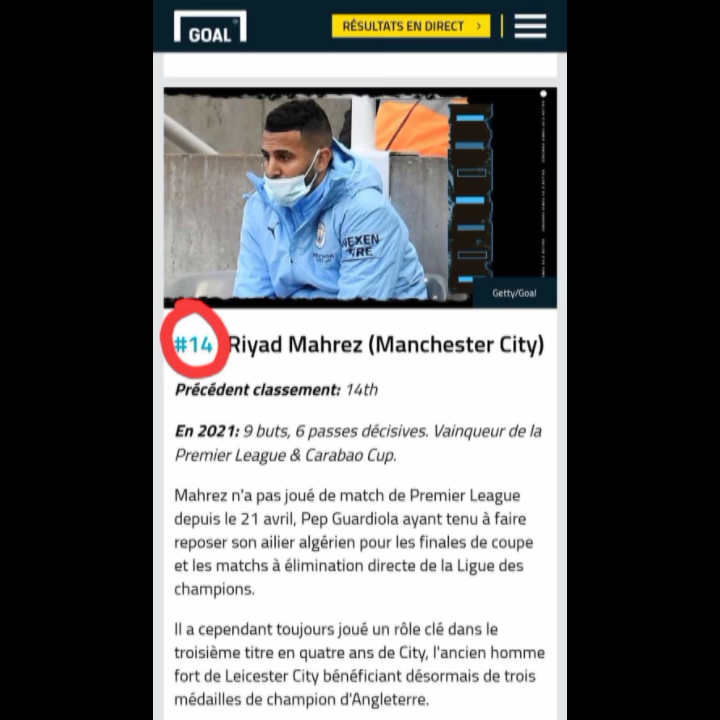 GOAL
RÉSULTATS EN DIRECT
NEXEN
TIRE
Getty/Goal
#14 Riyad Mahrez (Manchester City)
Précédent classement: 14th
En 2021: 9 buts, 6 passes décisives. Vainqueur de la
Premier League & Carabao Cup.
Mahrez n'a pas joué de match de Premier League
depuis le 21 avril, Pep Guardiola ayant tenu à faire
reposer son ailier algérien pour les finales de coupe
et les matchs à élimination directe de la Ligue des
champions.
Il a cependant toujours joué un rôle clé dans le
troisième titre en quatre ans de City, l'ancien homme
fort de Leicester City bénéficiant désormais de trois
médailles de champion d'Angleterre.